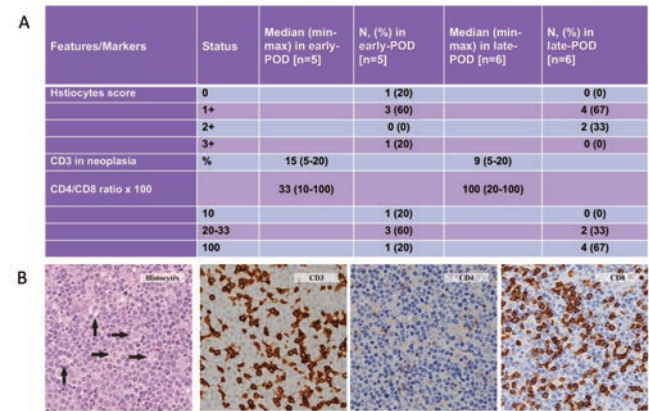 A
Features/Markers Status Median (min-max) in early-POD [n=5] N, (%) in early-POD [n=5] Median (min-max) in late-POD [n=6] N, (%) in late-POD [n=6]
Hstiocytes score 0 1 (20) 0 (0)
1+ 3 (60) 4 (67)
2+ 0 (0) 2 (33)
3+ 1 (20) 0 (0)
CD3 in neoplasia % 15 (5-20) 9 (5-20)
CD4/CD8 ratio x 100 33 (10-100) 100 (20-100)
10 1 (20) 0 (0)
20-33 3 (60) 2 (33)
100 1 (20) 4 (67)
B
Histocytes CD3 CD4 CD8